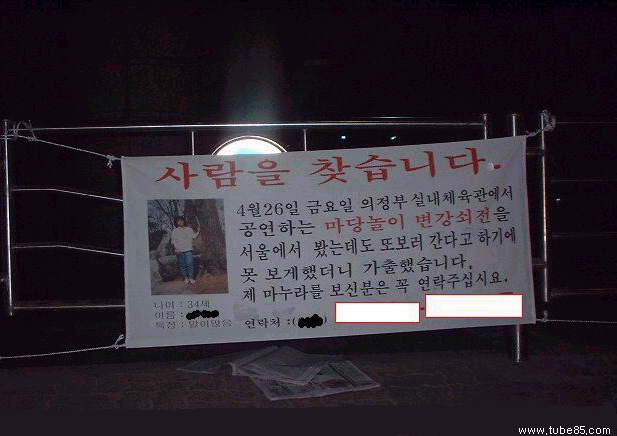 사람을 찾습니다.
4월26일 금요일 의정부 실내체육관에서
공연하는 마당놀이 변강쇠전을
서울에서 봤는데도 또보러 간다고 하기에
못 보게했더니 가출했습니다.
제 마누라를 보신분은 꼭 연락주십시요.
나이 : 34세
이름 :
특징 : 말이많음
연락처 : ( )
www.tube85.com